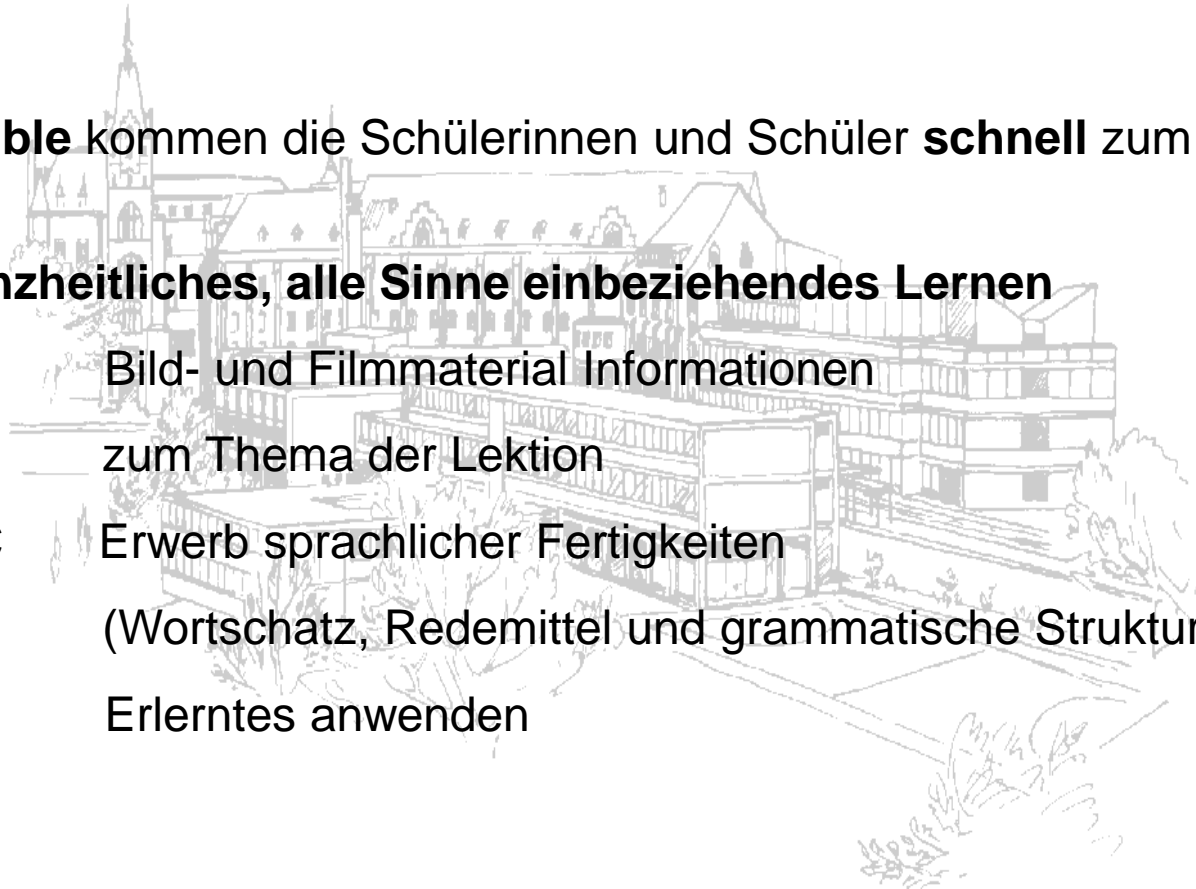 ble kommen die Schülerinnen und Schüler schnell zum
nzheitliches, alle Sinne einbeziehendes Lernen
Bild- und Filmmaterial Informationen
zum Thema der Lektion
Erwerb sprachlicher Fertigkeiten
(Wortschatz, Redemittel und grammatische Struktur
Erlerntes anwenden